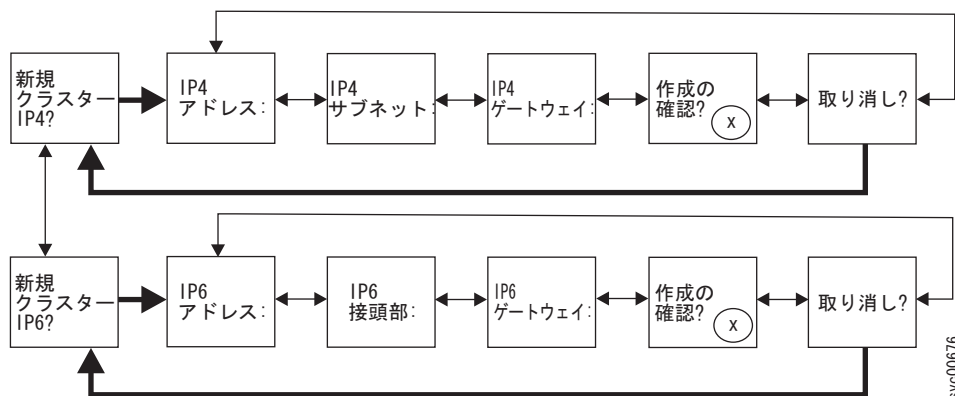 新規
クラスター
IP4?
IP4
アドレス:
IP4
サブネット:
IP4
ゲートウェイ:
作成の
確認?
X
取り消し?
新規
クラスター
IP6?
IP6
アドレス:
IP6
接頭部:
IP6
ゲートウェイ:
作成の
確認?
X
取り消し?
svc00676